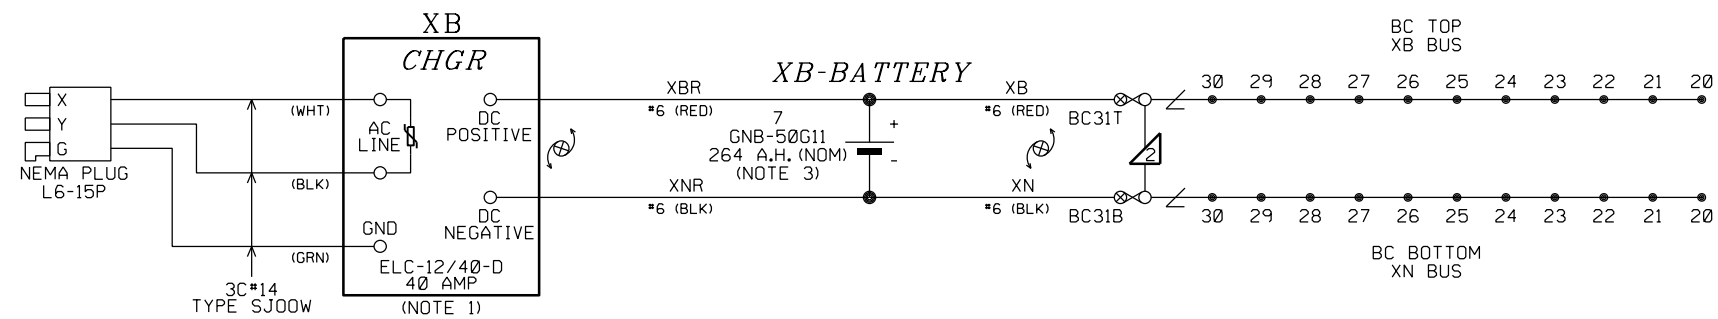 XB
CHGR
X
Y
G
NEMA PLUG
L6-15P
(WHT)
(BLK)
(GRN)
3C#14
TYPE SJOOW
AC
LINE
GND
DC
POSITIVE
DC
NEGATIVE
ELC-12/40-D
40 AMP
(NOTE 1)
XBR
#6 (RED)
XNR
#6 (BLK)
XB-BATTERY
7
GNB-50G11
264 A.H.(NOM)
(NOTE 3)
+
-
XB
#6 (RED)
XN
#6 (BLK)
BC31T
BC31B
2
BC TOP
XB BUS
30 29 28 27 26 25 24 23 22 21 20
30 29 28 27 26 25 24 23 22 21 20
BC BOTTOM
XN BUS